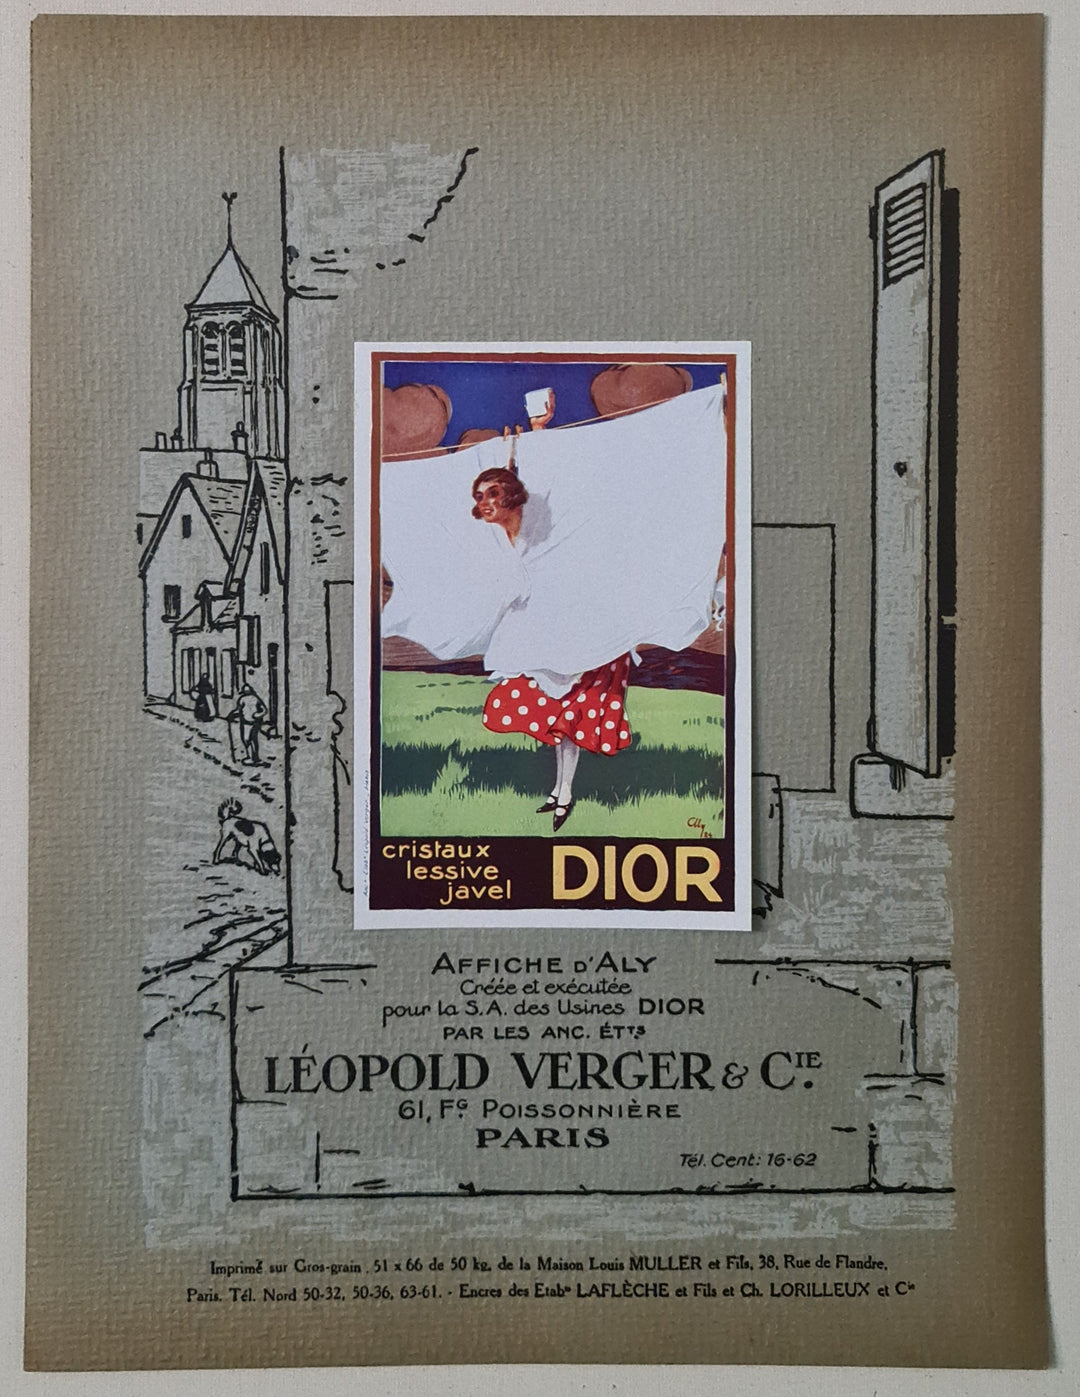 Aly
/24
cristaux
lessive
javel
DIOR
AFFICHE D'ALY
Créée et exécutée
pour la S.A. des Usines DIOR
PAR LES ANC. ÉTTS
LÉOPOLD VERGER & CIE.
61, FG POISSONNIÈRE
PARIS
Tél. Cent: 16-62
Imprimé sur Gros-grain, 51 x 66 de 50 kg. de la Maison Louis MULLER et Fils, 38, Rue de Flandre,
Paris. Tél. Nord 50-32, 50-36, 63-61. - Encres des Etabts LAFLÈCHE et Fils et Ch. LORILLEUX et Cie